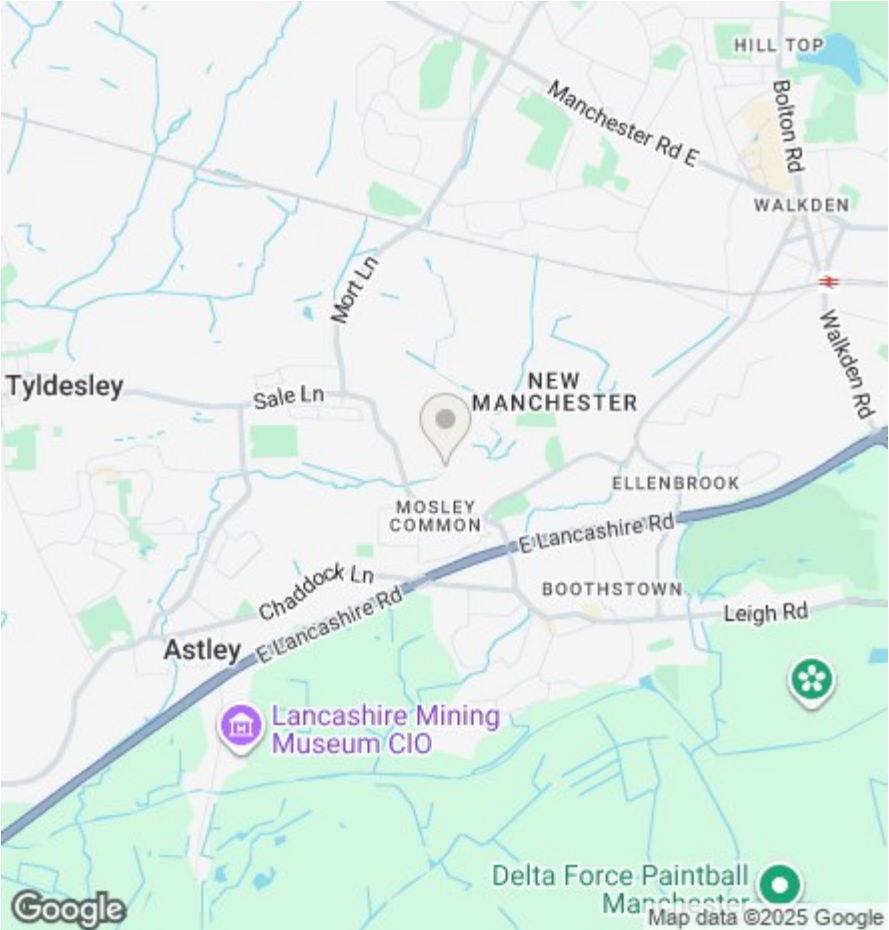 HILL TOP
Bolton Rd
Manchester Rd E
WALKDEN
Mort Ln
Walkden Rd
Tyldesley
Sale Ln
NEW
MANCHESTER
ELLENBROOK
MOSLEY
COMMON
E Lancashire Rd
Chaddock Ln
BOOTHSTOWN
E Lancashire Rd
Leigh Rd
Astley
Lancashire Mining
Museum CIO
Delta Force Paintball
Manchester
Google
Map data ©2025 Google